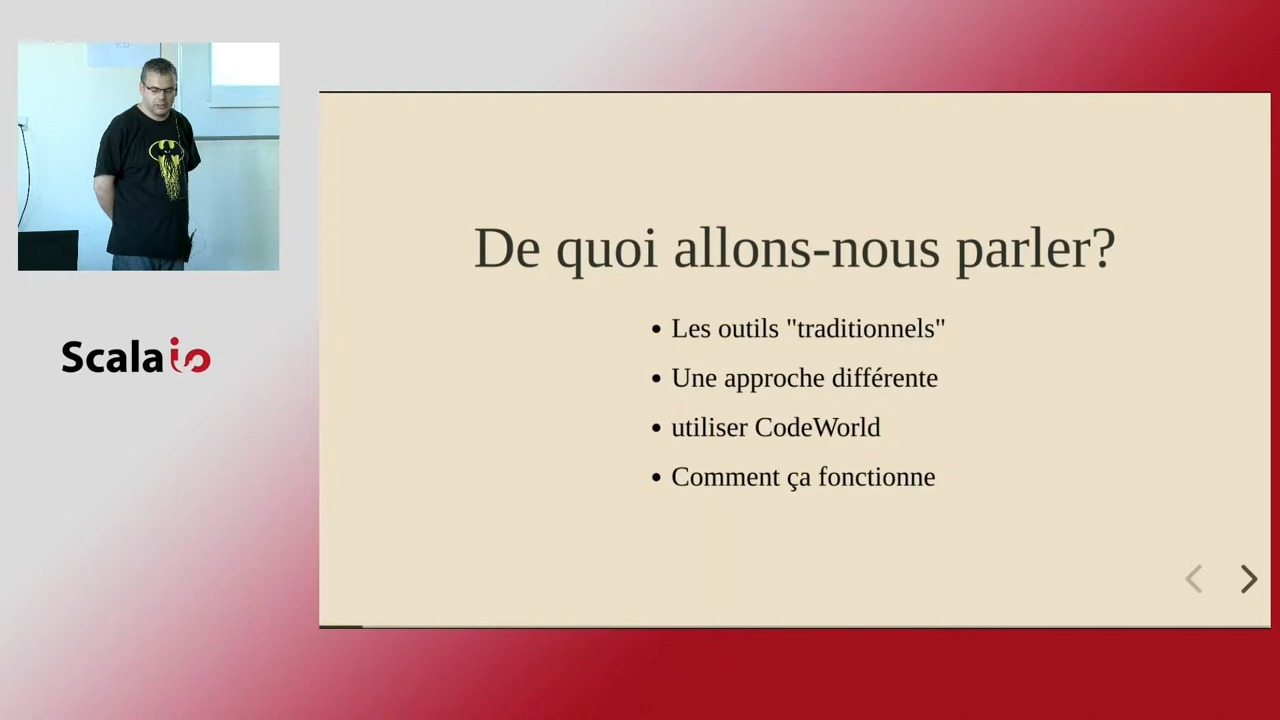 De quoi allons-nous parler?
Les outils "traditionnels"
Une approche différente
utiliser CodeWorld
Comment ça fonctionne
Scala io